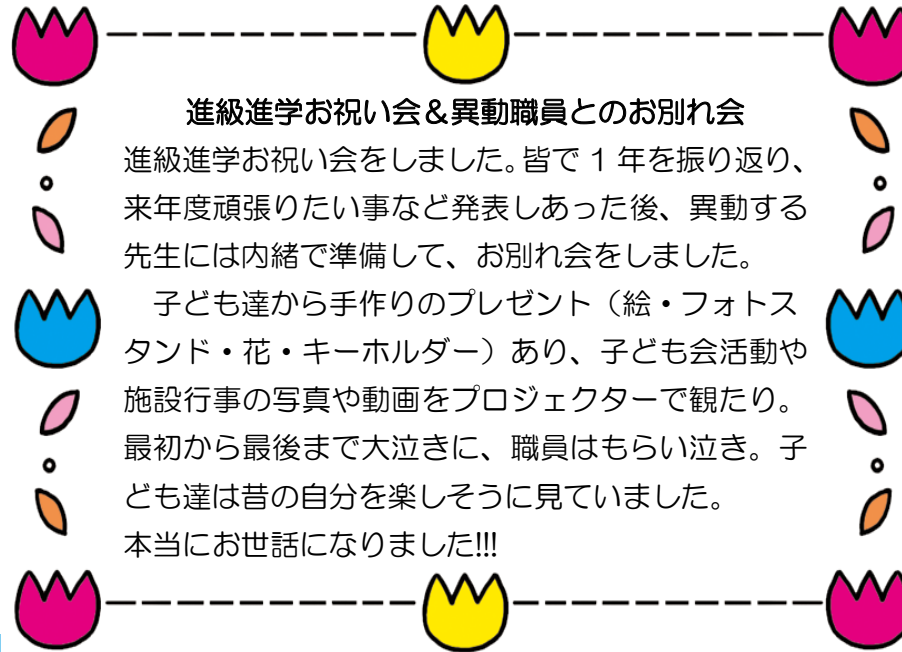 進級進学お祝い会＆異動職員とのお別れ会
進級進学お祝い会をしました。皆で 1 年を振り返り、
来年度頑張りたい事など発表しあった後、異動する
先生には内緒で準備して、お別れ会をしました。
　子ども達から手作りのプレゼント（絵・フォトス
タンド・花・キーホルダー）あり、子ども会活動や
施設行事の写真や動画をプロジェクターで観たり。
最初から最後まで大泣きに、職員はもらい泣き。子
ども達は昔の自分を楽しそうに見ていました。
本当にお世話になりました!!!